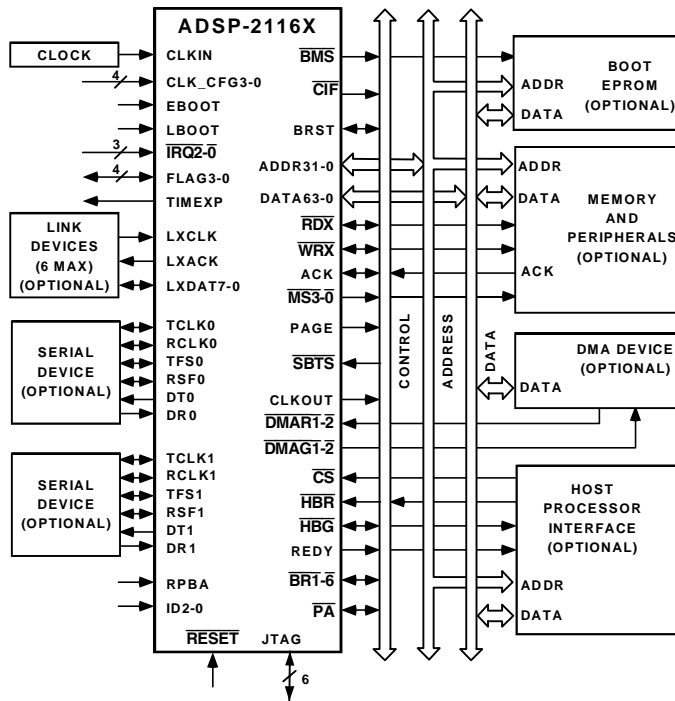 ADSP-2116X
CLOCK
CLKIN
4
CLK_CFG3-0
EBOOT
LBOOT
3
IRQ2-0
4
FLAG3-0
TIMEXP
LINK
DEVICES
(6 MAX)
(OPTIONAL)
LXCLK
LXACK
LXDAT7-0
SERIAL
DEVICE
(OPTIONAL)
TCLK0
RCLK0
TFS0
RSF0
DT0
DR0
SERIAL
DEVICE
(OPTIONAL)
TCLK1
RCLK1
TFS1
RSF1
DT1
DR1
RPBA
ID2-0
RESET
JTAG
6
BMS
CIF
BRST
ADDR31-0
DATA63-0
RDX
WRX
ACK
MS3-0
PAGE
SBTS
CLKOUT
DMAR1-2
DMAG1-2
CS
HBR
HBG
REDY
BR1-6
PA
CONTROL
ADDRESS
DATA
BOOT
EPROM
(OPTIONAL)
ADDR
DATA
MEMORY
AND
PERIPHERALS
(OPTIONAL)
ADDR
DATA
ACK
DMA DEVICE
(OPTIONAL)
DATA
HOST
PROCESSOR
INTERFACE
(OPTIONAL)
ADDR
DATA